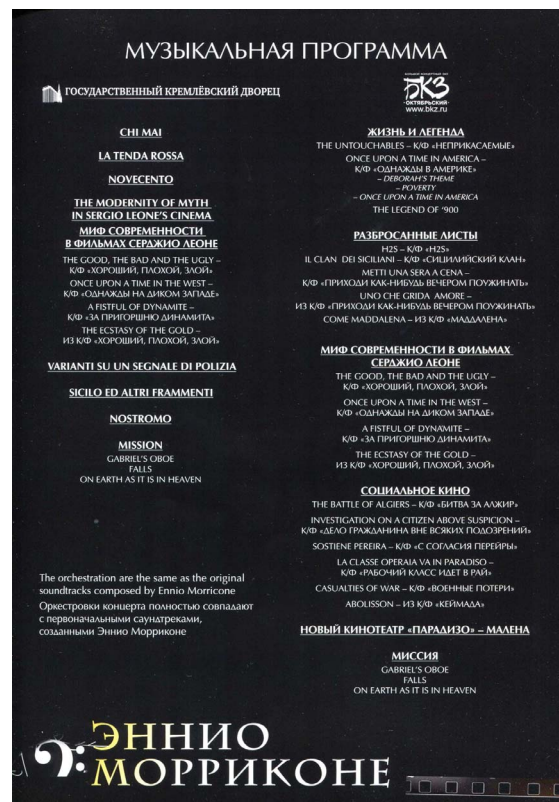 МУЗЫКАЛЬНАЯ ПРОГРАММА
ГОСУДАРСТВЕННЫЙ КРЕМЛЁВСКИЙ ДВОРЕЦ
CHI MAI
LA TENDA ROSSA
NOVECENTO
THE MODERNITY OF MYTH
IN SERGIO LEONE'S CINEMA
МИФ СОВРЕМЕННОСТИ
В ФИЛЬМАХ СЕРДЖИО ЛЕОНЕ
THE GOOD, THE BAD AND THE UGLY –
К/Ф «ХОРОШИЙ, ПЛОХОЙ, ЗЛОЙ»
ONCE UPON A TIME IN THE WEST –
К/Ф «ОДНАЖДЫ НА ДИКОМ ЗАПАДЕ»
A FISTFUL OF DYNAMITE –
К/Ф «ЗА ПРИГОРШНЮ ДИНАМИТА»
THE ECSTASY OF THE GOLD –
ИЗ К/Ф «ХОРОШИЙ, ПЛОХОЙ, ЗЛОЙ»
VARIANTI SU UN SEGNALE DI POLIZIA
SICILO ED ALTRI FRAMMENTI
NOSTROMO
MISSION
GABRIEL'S OBOE
FALLS
ON EARTH AS IT IS IN HEAVEN
The orchestration are the same as the original
soundtracks composed by Ennio Morricone
Оркестровки концерта полностью совпадают
с первоначальными саундтреками,
созданными Эннио Морриконе
БКЗ
·ОКТЯБРЬСКИЙ·
www.bkz.ru
ЖИЗНЬ И ЛЕГЕНДА
THE UNTOUCHABLES – К/Ф «НЕПРИКАСАЕМЫЕ»
ONCE UPON A TIME IN AMERICA –
К/Ф «ОДНАЖДЫ В АМЕРИКЕ»
– DEBORAH'S THEME
– POVERTY
– ONCE UPON A TIME IN AMERICA
THE LEGEND OF '900
РАЗБРОСАННЫЕ ЛИСТЫ
H2S – К/Ф «H2S»
IL CLAN DEI SICILIANI – К/Ф «СИЦИЛИЙСКИЙ КЛАН»
METTI UNA SERA A CENA –
К/Ф «ПРИХОДИ КАК-НИБУДЬ ВЕЧЕРОМ ПОУЖИНАТЬ»
UNO CHE GRIDA AMORE –
ИЗ К/Ф «ПРИХОДИ КАК-НИБУДЬ ВЕЧЕРОМ ПОУЖИНАТЬ»
COME MADDALENA – ИЗ К/Ф «МАДДАЛЕНА»
МИФ СОВРЕМЕННОСТИ В ФИЛЬМАХ
СЕРДЖИО ЛЕОНЕ
THE GOOD, THE BAD AND THE UGLY –
К/Ф «ХОРОШИЙ, ПЛОХОЙ, ЗЛОЙ»
ONCE UPON A TIME IN THE WEST –
К/Ф «ОДНАЖДЫ НА ДИКОМ ЗАПАДЕ»
A FISTFUL OF DYNAMITE –
К/Ф «ЗА ПРИГОРШНЮ ДИНАМИТА»
THE ECSTASY OF THE GOLD –
ИЗ К/Ф «ХОРОШИЙ, ПЛОХОЙ, ЗЛОЙ»
СОЦИАЛЬНОЕ КИНО
THE BATTLE OF ALGIERS – К/Ф «БИТВА ЗА АЛЖИР»
INVESTIGATION ON A CITIZEN ABOVE SUSPICION –
К/Ф «ДЕЛО ГРАЖДАНИНА ВНЕ ВСЯКИХ ПОДОЗРЕНИЙ»
SOSTIENE PEREIRA – К/Ф «С СОГЛАСИЯ ПЕРЕЙРЫ»
LA CLASSE OPERAIA VA IN PARADISO –
К/Ф «РАБОЧИЙ КЛАСС ИДЕТ В РАЙ»
CASUALTIES OF WAR – К/Ф «ВОЕННЫЕ ПОТЕРИ»
ABOLISSON – ИЗ К/Ф «КЕЙМАДА»
НОВЫЙ КИНОТЕАТР «ПАРАДИЗО» – МАЛЕНА
МИССИЯ
GABRIEL'S OBOE
FALLS
ON EARTH AS IT IS IN HEAVEN
ЭННИО
МОРРИКОНЕ